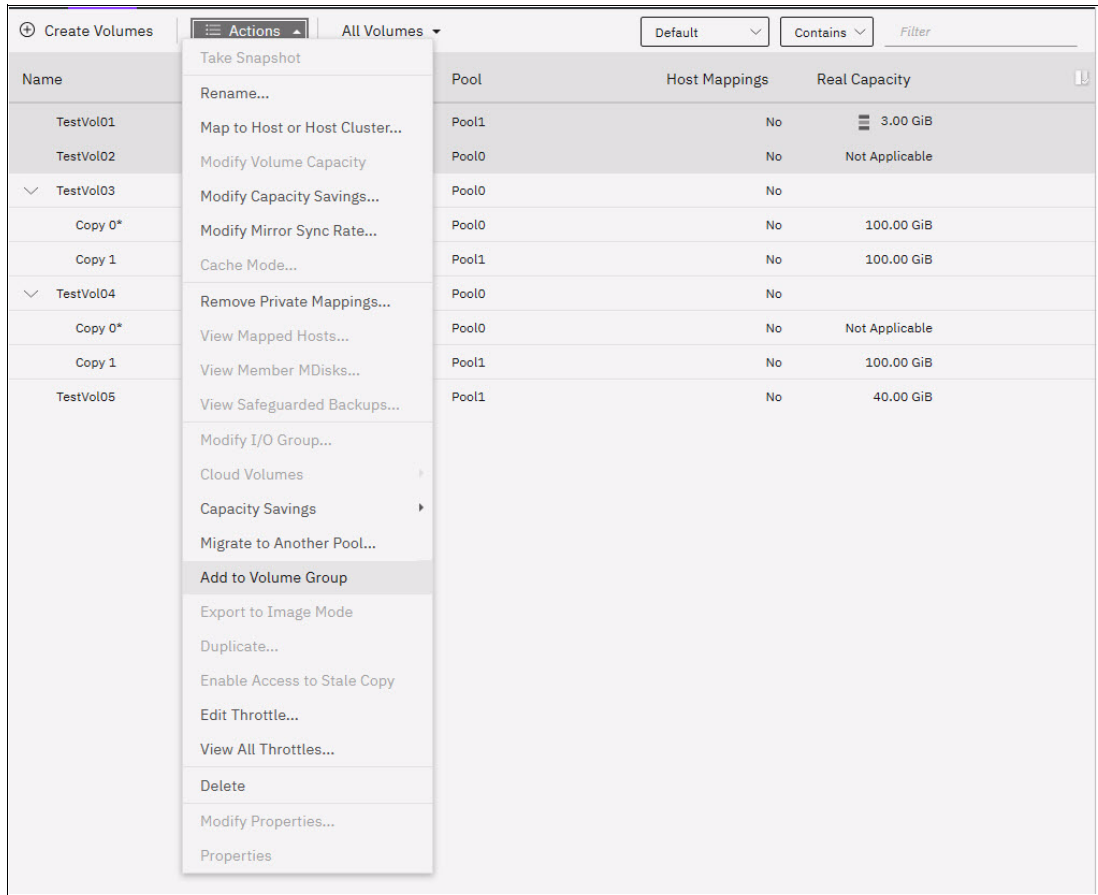 Create Volumes Actions All Volumes Default Contains Filter
Name Pool Host Mappings Real Capacity
TestVol01 Pool1 No 3.00 GiB
TestVol02 Pool0 No Not Applicable
TestVol03 Pool0 No
Copy 0* Pool0 No 100.00 GiB
Copy 1 Pool1 No 100.00 GiB
TestVol04 Pool0 No
Copy 0* Pool0 No Not Applicable
Copy 1 Pool1 No 100.00 GiB
TestVol05 Pool1 No 40.00 GiB
Take Snapshot
Rename...
Map to Host or Host Cluster...
Modify Volume Capacity
Modify Capacity Savings...
Modify Mirror Sync Rate...
Cache Mode...
Remove Private Mappings...
View Mapped Hosts...
View Member MDisks...
View Safeguarded Backups...
Modify I/O Group...
Cloud Volumes
Capacity Savings
Migrate to Another Pool...
Add to Volume Group
Export to Image Mode
Duplicate...
Enable Access to Stale Copy
Edit Throttle...
View All Throttles...
Delete
Modify Properties...
Properties